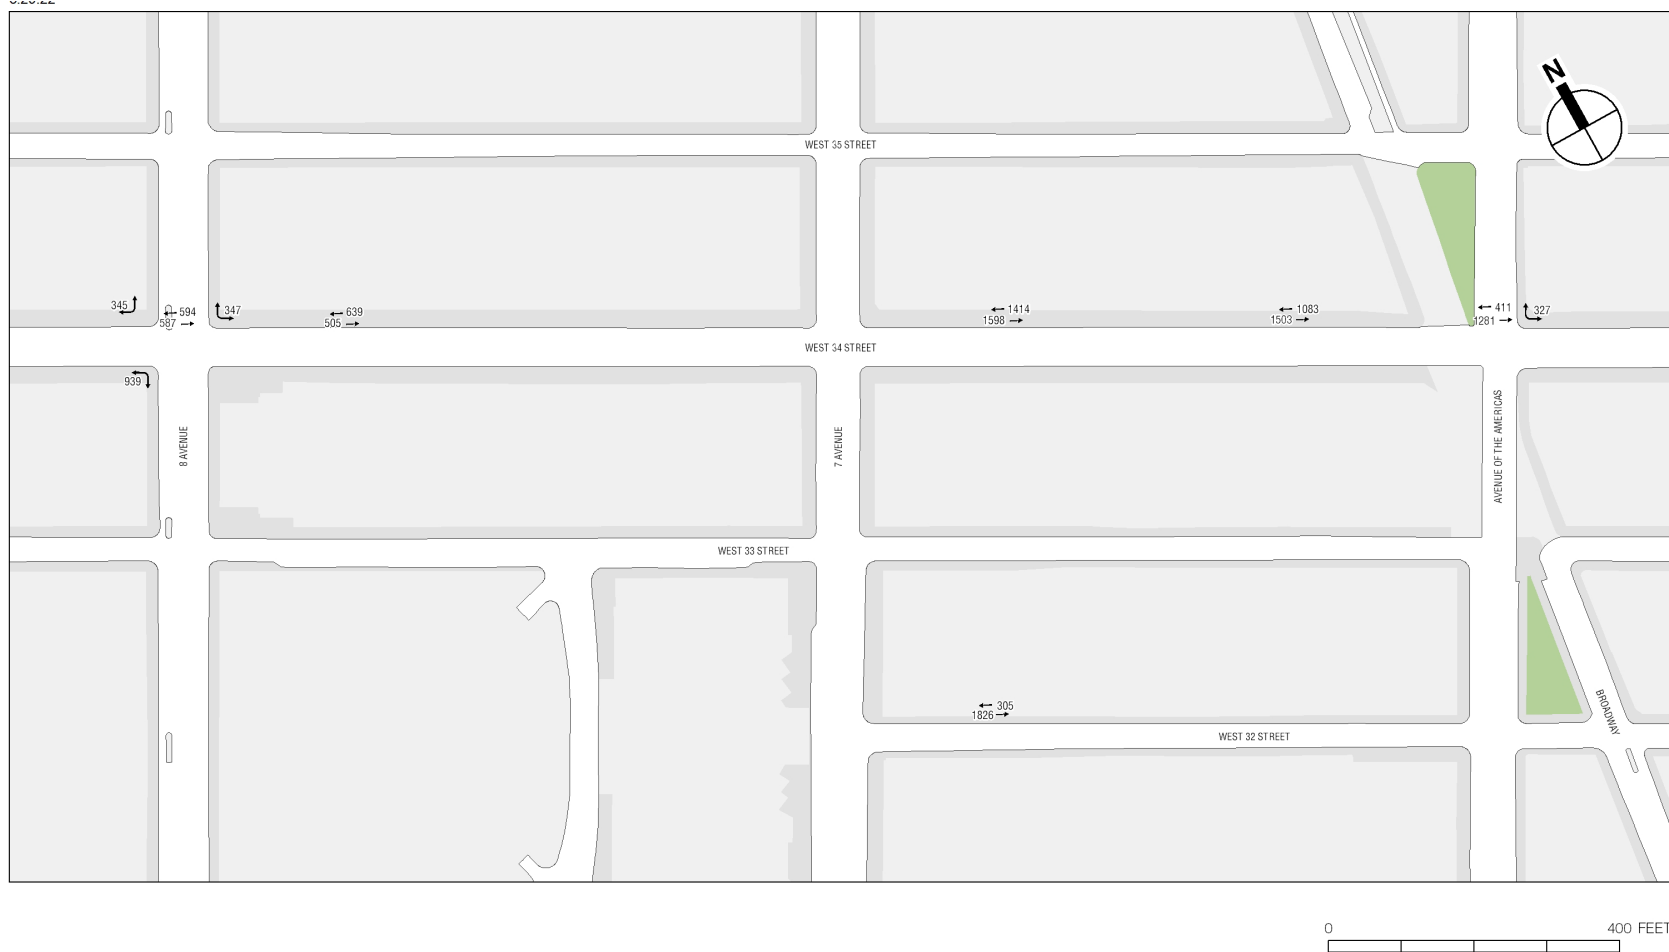 N
WEST 35 STREET
345
594
587
347
639
505
1414
1598
1083
1503
411
1281
327
WEST 34 STREET
939
8 AVENUE
7 AVENUE
AVENUE OF THE AMERICAS
WEST 33 STREET
305
1826
BROADWAY
WEST 32 STREET
0
400 FEET